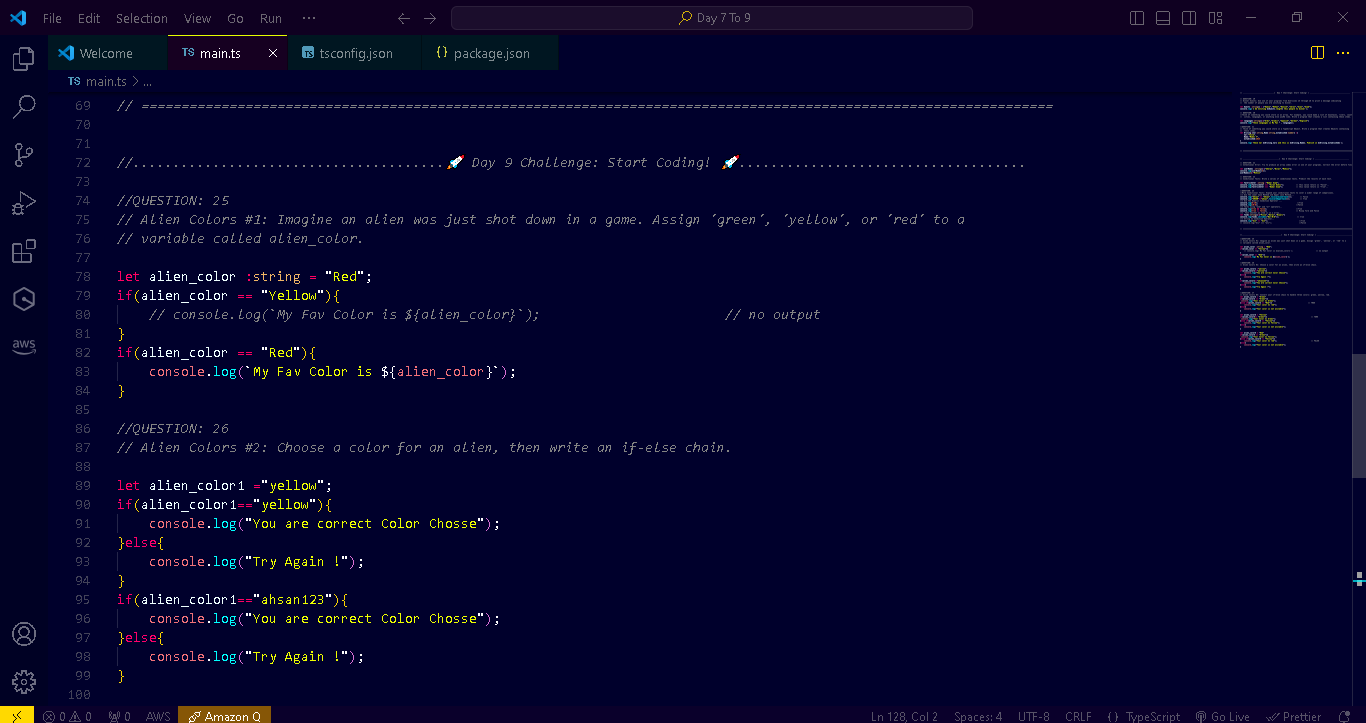 File Edit Selection View Go Run ··· Day 7 To 9
Welcome TS main.ts TS tsconfig.json {} package.json
TS main.ts > ...
69 // ==================================================================================================================
70
71
72 //.......................................🚀 Day 9 Challenge: Start Coding! 🚀....................................
73
74 //QUESTION: 25
75 // Alien Colors #1: Imagine an alien was just shot down in a game. Assign 'green', 'yellow', or 'red' to a
76 // variable called alien_color.
77
78 let alien_color :string = "Red";
79 if(alien_color == "Yellow"){
80 // console.log(`My Fav Color is ${alien_color}`); // no output
81 }
82 if(alien_color == "Red"){
83 console.log(`My Fav Color is ${alien_color}`);
84 }
85
86 //QUESTION: 26
87 // Alien Colors #2: Choose a color for an alien, then write an if-else chain.
88
89 let alien_color1 ="yellow";
90 if(alien_color1=="yellow"){
91 console.log("You are correct Color Chosse");
92 }else{
93 console.log("Try Again !");
94 }
95 if(alien_color1=="ahsan123"){
96 console.log("You are correct Color Chosse");
97 }else{
98 console.log("Try Again !");
99 }
100
aws
0 0 0 AWS Amazon Q Ln 128, Col 2 Spaces: 4 UTF-8 CRLF {} TypeScript Go Live Prettier